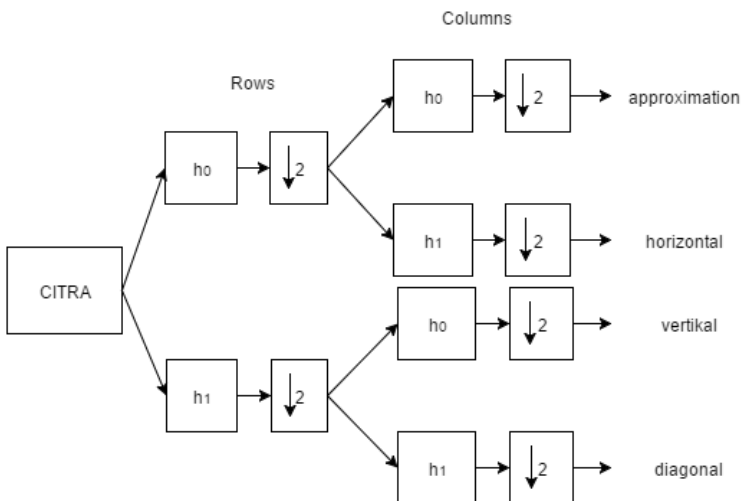 Columns
Rows
h0
↓2
approximation
h0
↓2
h1
↓2
horizontal
CITRA
h0
↓2
vertikal
h1
↓2
h1
↓2
diagonal